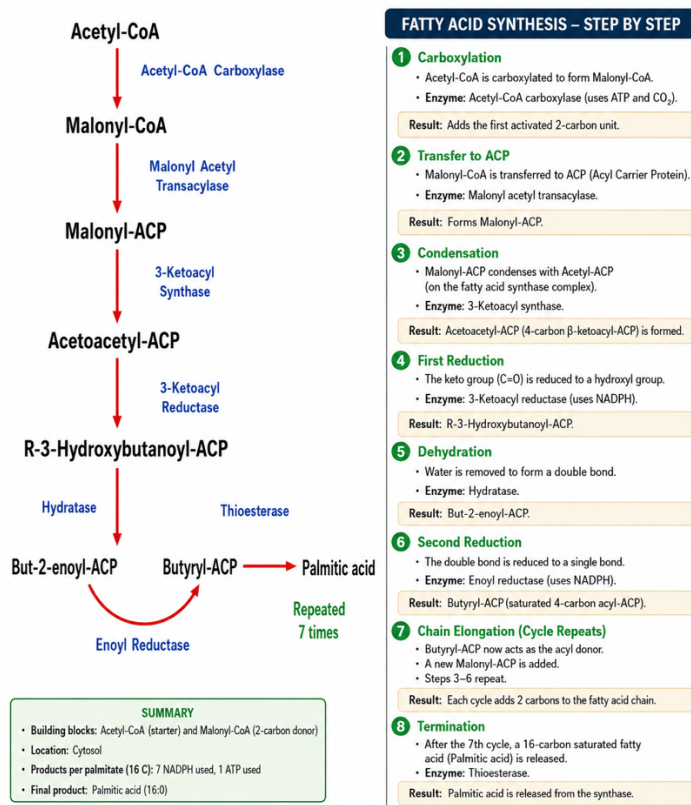 Acetyl-CoA
Acetyl-CoA Carboxylase
Malonyl-CoA
Malonyl Acetyl
Transacylase
Malonyl-ACP
3-Ketoacyl
Synthase
Acetoacetyl-ACP
3-Ketoacyl
Reductase
R-3-Hydroxybutanoyl-ACP
Hydratase
Thioesterase
But-2-enoyl-ACP
Butyryl-ACP
Palmitic acid
Repeated
7 times
Enoyl Reductase
SUMMARY
• Building blocks: Acetyl-CoA (starter) and Malonyl-CoA (2-carbon donor)
• Location: Cytosol
• Products per palmitate (16 C): 7 NADPH used, 1 ATP used
• Final product: Palmitic acid (16:0)
FATTY ACID SYNTHESIS – STEP BY STEP
1 Carboxylation
• Acetyl-CoA is carboxylated to form Malonyl-CoA.
• Enzyme: Acetyl-CoA carboxylase (uses ATP and CO₂).
Result: Adds the first activated 2-carbon unit.
2 Transfer to ACP
• Malonyl-CoA is transferred to ACP (Acyl Carrier Protein).
• Enzyme: Malonyl acetyl transacylase.
Result: Forms Malonyl-ACP.
3 Condensation
• Malonyl-ACP condenses with Acetyl-ACP
(on the fatty acid synthase complex).
• Enzyme: 3-Ketoacyl synthase.
Result: Acetoacetyl-ACP (4-carbon β-ketoacyl-ACP) is formed.
4 First Reduction
• The keto group (C=O) is reduced to a hydroxyl group.
• Enzyme: 3-Ketoacyl reductase (uses NADPH).
Result: R-3-Hydroxybutanoyl-ACP.
5 Dehydration
• Water is removed to form a double bond.
• Enzyme: Hydratase.
Result: But-2-enoyl-ACP.
6 Second Reduction
• The double bond is reduced to a single bond.
• Enzyme: Enoyl reductase (uses NADPH).
Result: Butyryl-ACP (saturated 4-carbon acyl-ACP).
7 Chain Elongation (Cycle Repeats)
• Butyryl-ACP now acts as the acyl donor.
• A new Malonyl-ACP is added.
• Steps 3–6 repeat.
Result: Each cycle adds 2 carbons to the fatty acid chain.
8 Termination
• After the 7th cycle, a 16-carbon saturated fatty
acid (Palmitic acid) is released.
• Enzyme: Thioesterase.
Result: Palmitic acid is released from the synthase.